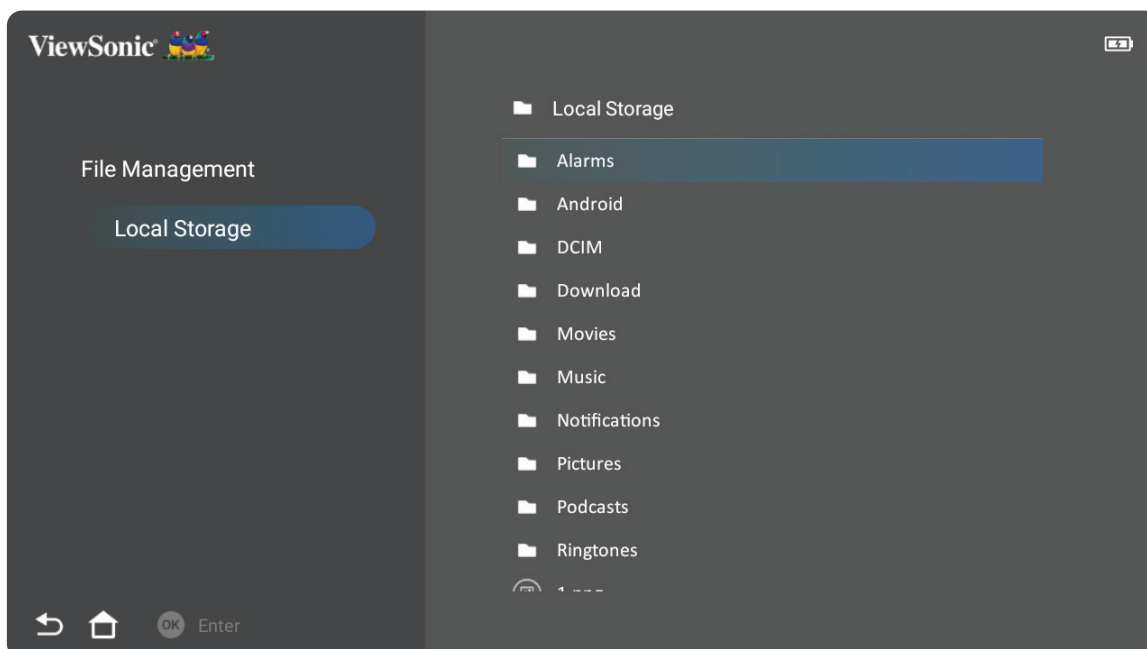 ViewSonic®
File Management
Local Storage
Local Storage
Alarms
Android
DCIM
Download
Movies
Music
Notifications
Pictures
Podcasts
Ringtones
OK Enter